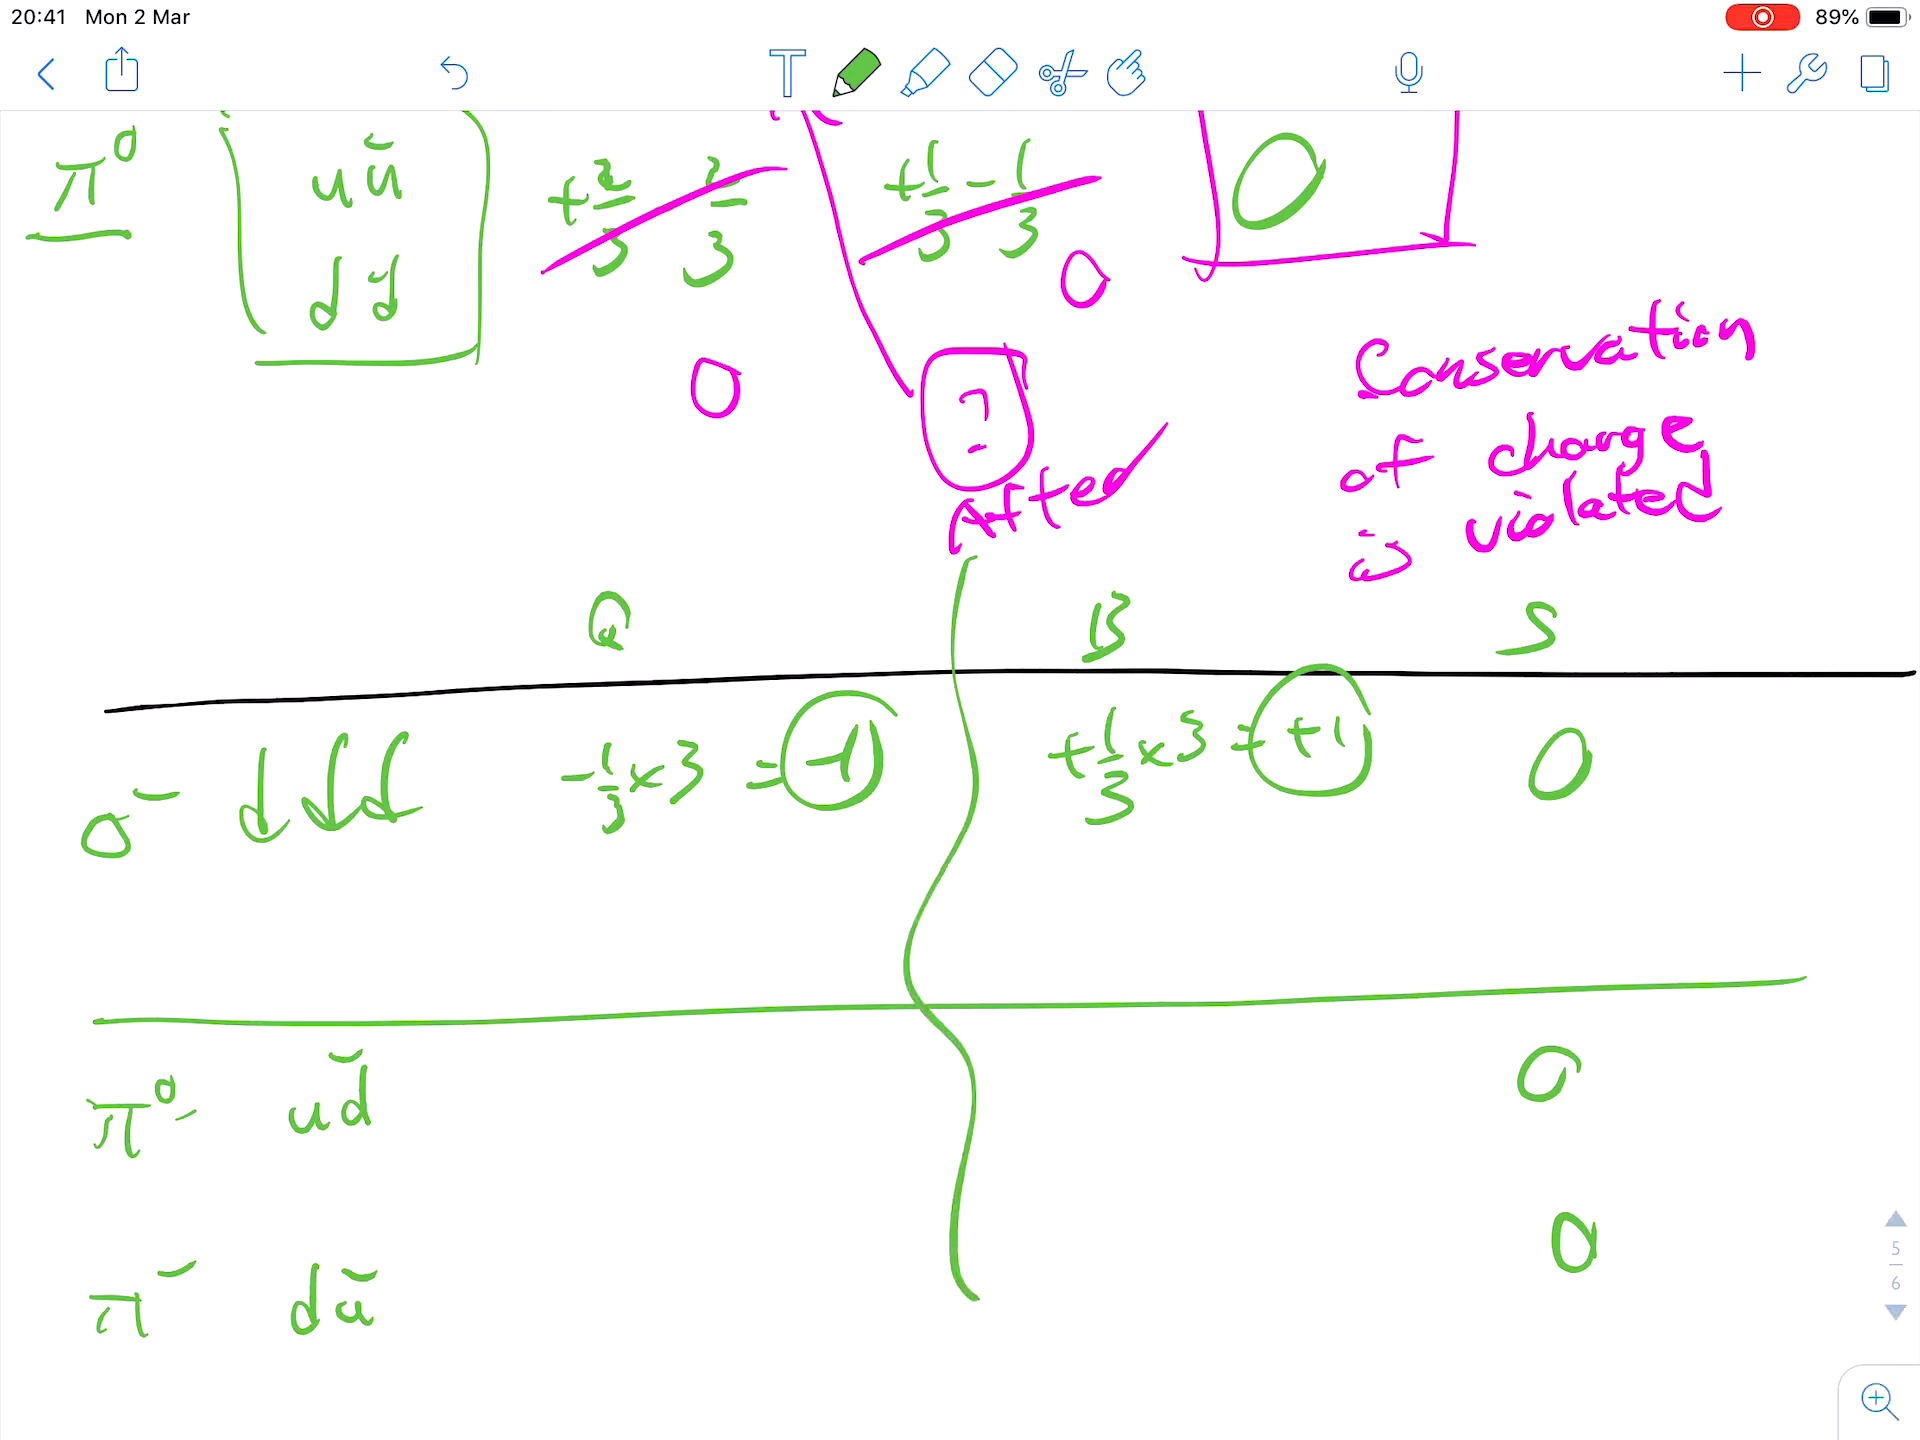 20:41 Mon 2 Mar 89%
T
π⁰ uū +2/3 2/3 +1/3 - 1/3 0
dd̄ 0
0 ?
After
Conservation
of charge
is violated
Q B S
σ⁻ ddd -1/3 x 3 = -1 +1/3 x 3 = +1 0
π⁰- ud̄ 0
π⁻ dū 0
5
6